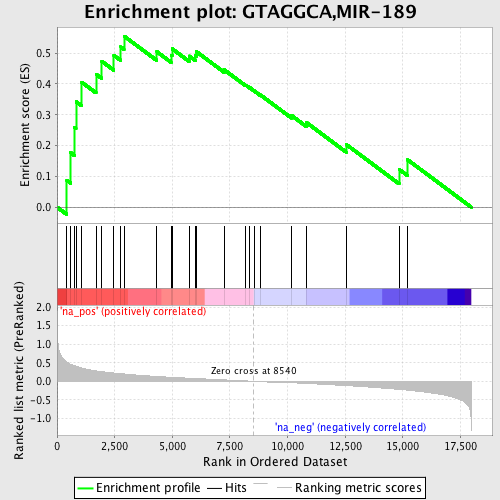 Enrichment plot: GTAGGCA,MIR-189
Enrichment score (ES)
0.5
0.4
0.3
0.2
0.1
0.0
'na_pos' (positively correlated)
Ranked list metric (PreRanked)
2.0
1.5
1.0
0.5
0.0
-0.5
-1.0
Zero cross at 8540
'na_neg' (negatively correlated)
0 2,500 5,000 7,500 10,000 12,500 15,000 17,500
Rank in Ordered Dataset
Enrichment profile Hits Ranking metric scores